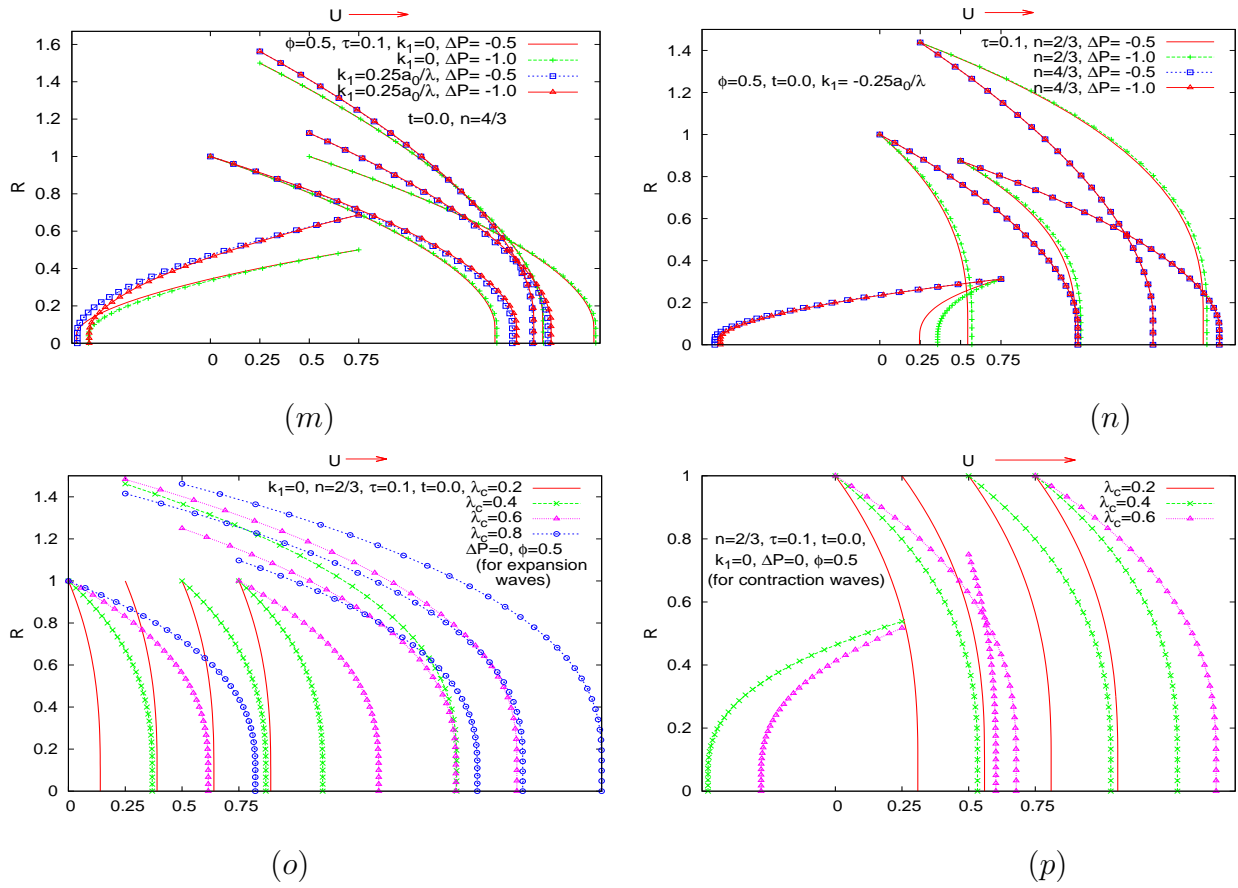 U
ϕ=0.5, τ=0.1, k₁=0, ΔP= -0.5
k₁=0, ΔP= -1.0
k₁=0.25a₀/λ, ΔP= -0.5
k₁=0.25a₀/λ, ΔP= -1.0
t=0.0, n=4/3
R
1.6
1.4
1.2
1
0.8
0.6
0.4
0.2
0
0 0.25 0.5 0.75
(m)
U
τ=0.1, n=2/3, ΔP= -0.5
n=2/3, ΔP= -1.0
n=4/3, ΔP= -0.5
n=4/3, ΔP= -1.0
ϕ=0.5, t=0.0, k₁= -0.25a₀/λ
R
1.4
1.2
1
0.8
0.6
0.4
0.2
0
0 0.5 0.75
(n)
U
k₁=0, n=2/3, τ=0.1, t=0.0, λc=0.2
λc=0.4
λc=0.6
λc=0.8
ΔP=0, ϕ=0.5
(for expansion
waves)
R
1.4
1.2
1
0.8
0.6
0.4
0.2
0
0 0.25 0.5 0.75
(o)
U
λc=0.2
λc=0.4
λc=0.6
n=2/3, τ=0.1, t=0.0,
k₁=0, ΔP=0, ϕ=0.5
(for contraction waves)
R
1
0.8
0.6
0.4
0.2
0
0 0.25 0.5 0.75
(p)